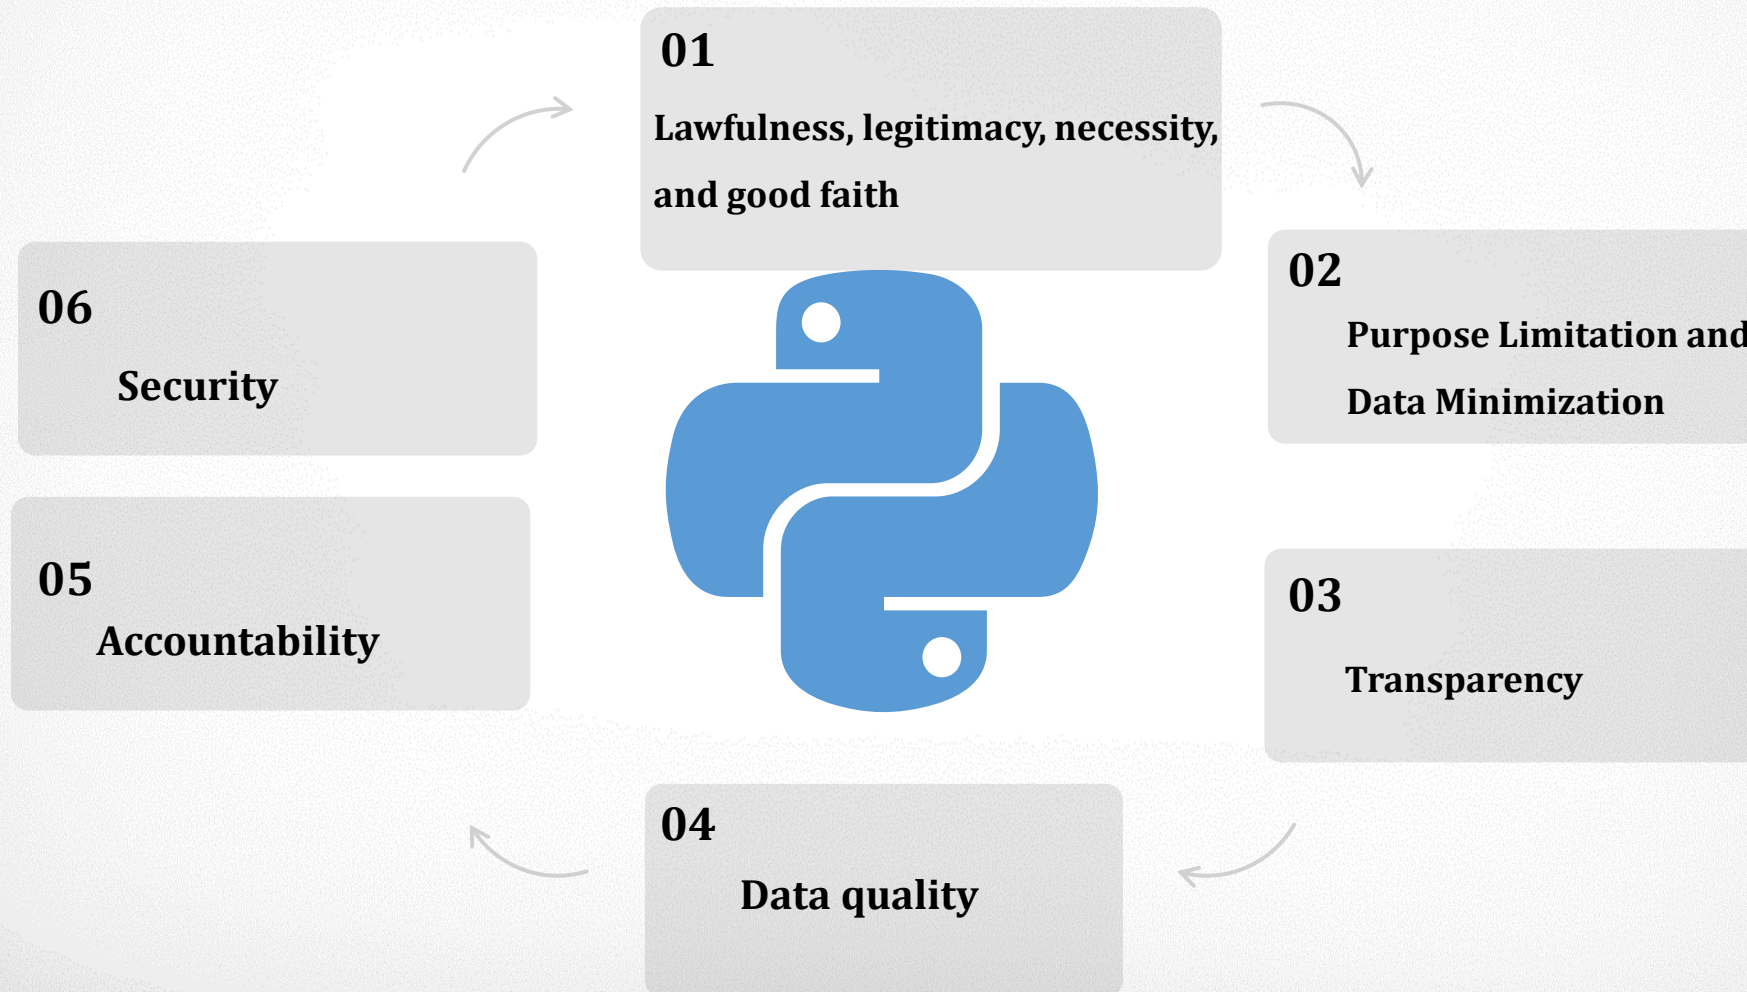 01
Lawfulness, legitimacy, necessity,
and good faith
02
Purpose Limitation and
Data Minimization
03
Transparency
04
Data quality
05
Accountability
06
Security